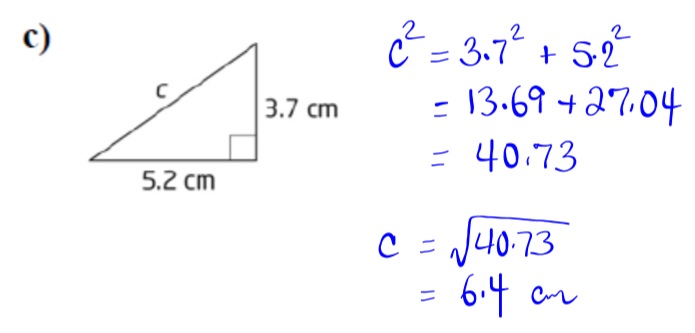 c)
c
3.7 cm
5.2 cm
c² = 3.7² + 5.2²
= 13.69 + 27.04
= 40.73
c = √40.73
= 6.4 cm